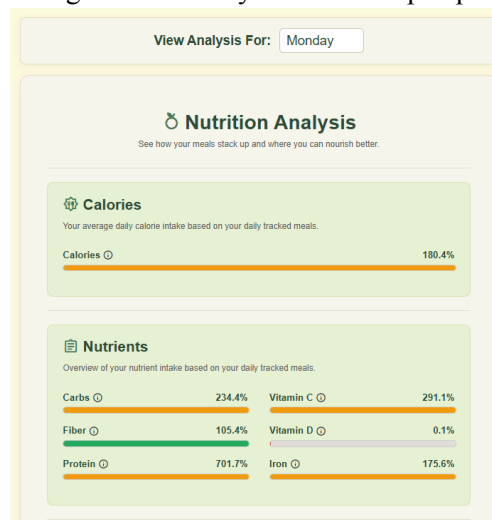 View Analysis For: Monday
Nutrition Analysis
See how your meals stack up and where you can nourish better.
Calories
Your average daily calorie intake based on your daily tracked meals.
Calories 180.4%
Nutrients
Overview of your nutrient intake based on your daily tracked meals.
Carbs 234.4% Vitamin C 291.1%
Fiber 105.4% Vitamin D 0.1%
Protein 701.7% Iron 175.6%